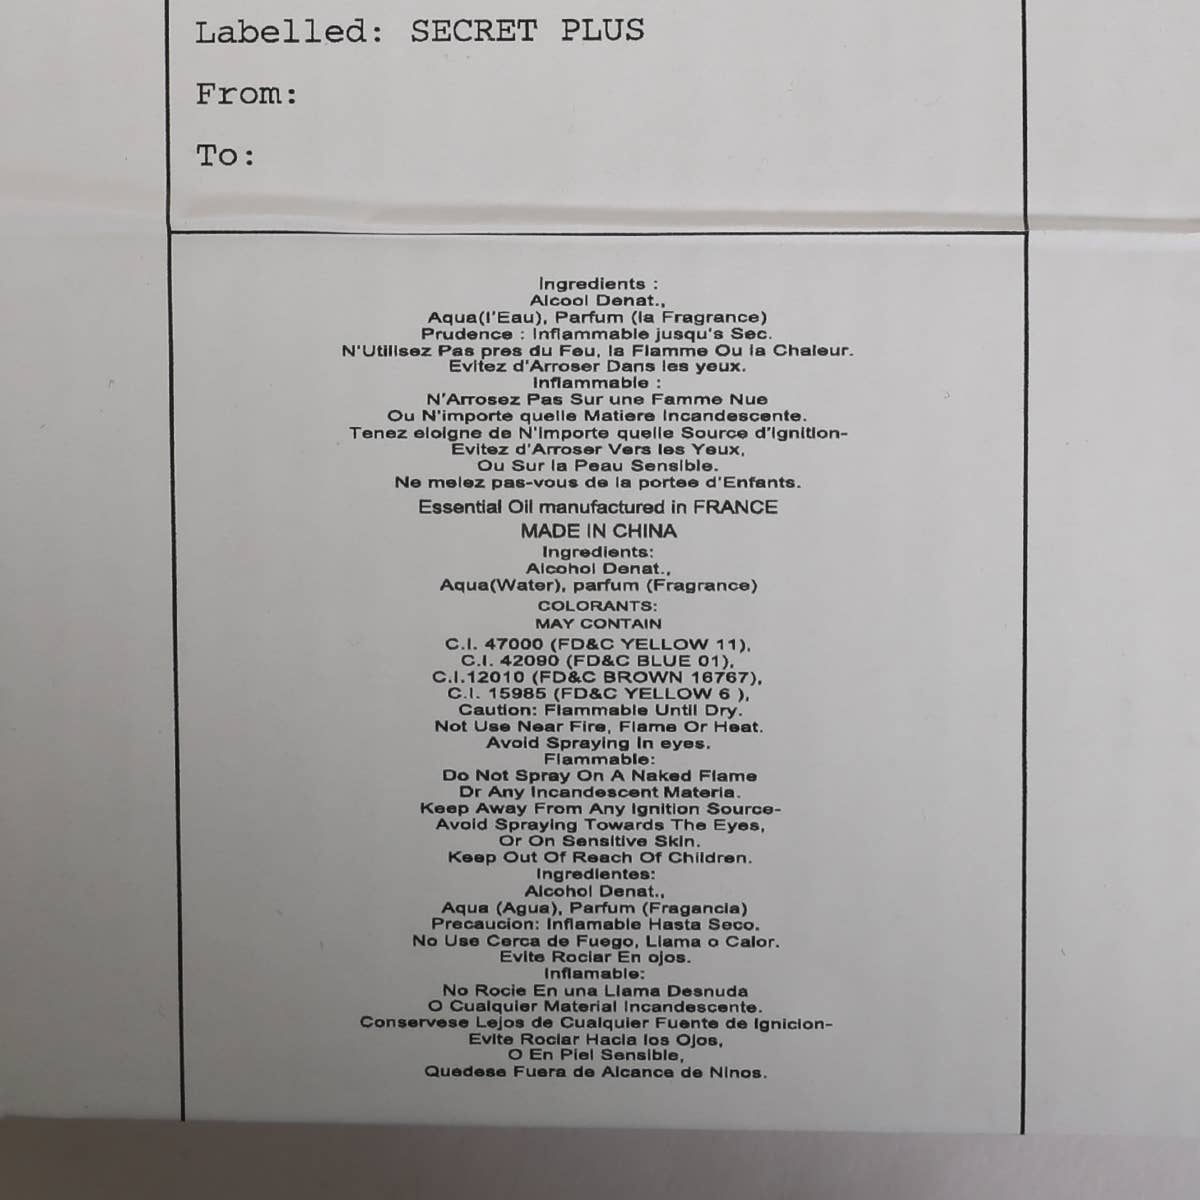 Labelled: SECRET PLUS
From:
To:
Ingredients :
Alcool Denat.,
Aqua(l'Eau), Parfum (la Fragrance)
Prudence : Inflammable jusqu's Sec.
N'Utilisez Pas pres du Feu, la Flamme Ou la Chaleur.
Evitez d'Arroser Dans les yeux.
Inflammable :
N'Arrosez Pas Sur une Famme Nue
Ou N'importe quelle Matiere Incandescente.
Tenez eloigne de N'importe quelle Source d'Ignition-
Evitez d'Arroser Vers les Yeux,
Ou Sur la Peau Sensible.
Ne melez pas-vous de la portee d'Enfants.
Essential Oil manufactured in FRANCE
MADE IN CHINA
Ingredients:
Alcohol Denat.,
Aqua(Water), parfum (Fragrance)
COLORANTS:
MAY CONTAIN
C.I. 47000 (FD&C YELLOW 11),
C.I. 42090 (FD&C BLUE 01),
C.I.12010 (FD&C BROWN 16767),
C.I. 15985 (FD&C YELLOW 6 ),
Caution: Flammable Until Dry.
Not Use Near Fire, Flame Or Heat.
Avoid Spraying In eyes.
Flammable:
Do Not Spray On A Naked Flame
Dr Any Incandescent Materia.
Keep Away From Any Ignition Source-
Avoid Spraying Towards The Eyes,
Or On Sensitive Skin.
Keep Out Of Reach Of Children.
Ingredientes:
Alcohol Denat.,
Aqua (Agua), Parfum (Fragancia)
Precaucion: Inflamable Hasta Seco.
No Use Cerca de Fuego, Llama o Calor.
Evite Rociar En ojos.
Inflamable:
No Rocie En una Llama Desnuda
O Cualquier Material Incandescente.
Conservese Lejos de Cualquier Fuente de Ignicion-
Evite Rociar Hacia los Ojos,
O En Piel Sensible,
Quedese Fuera de Alcance de Ninos.